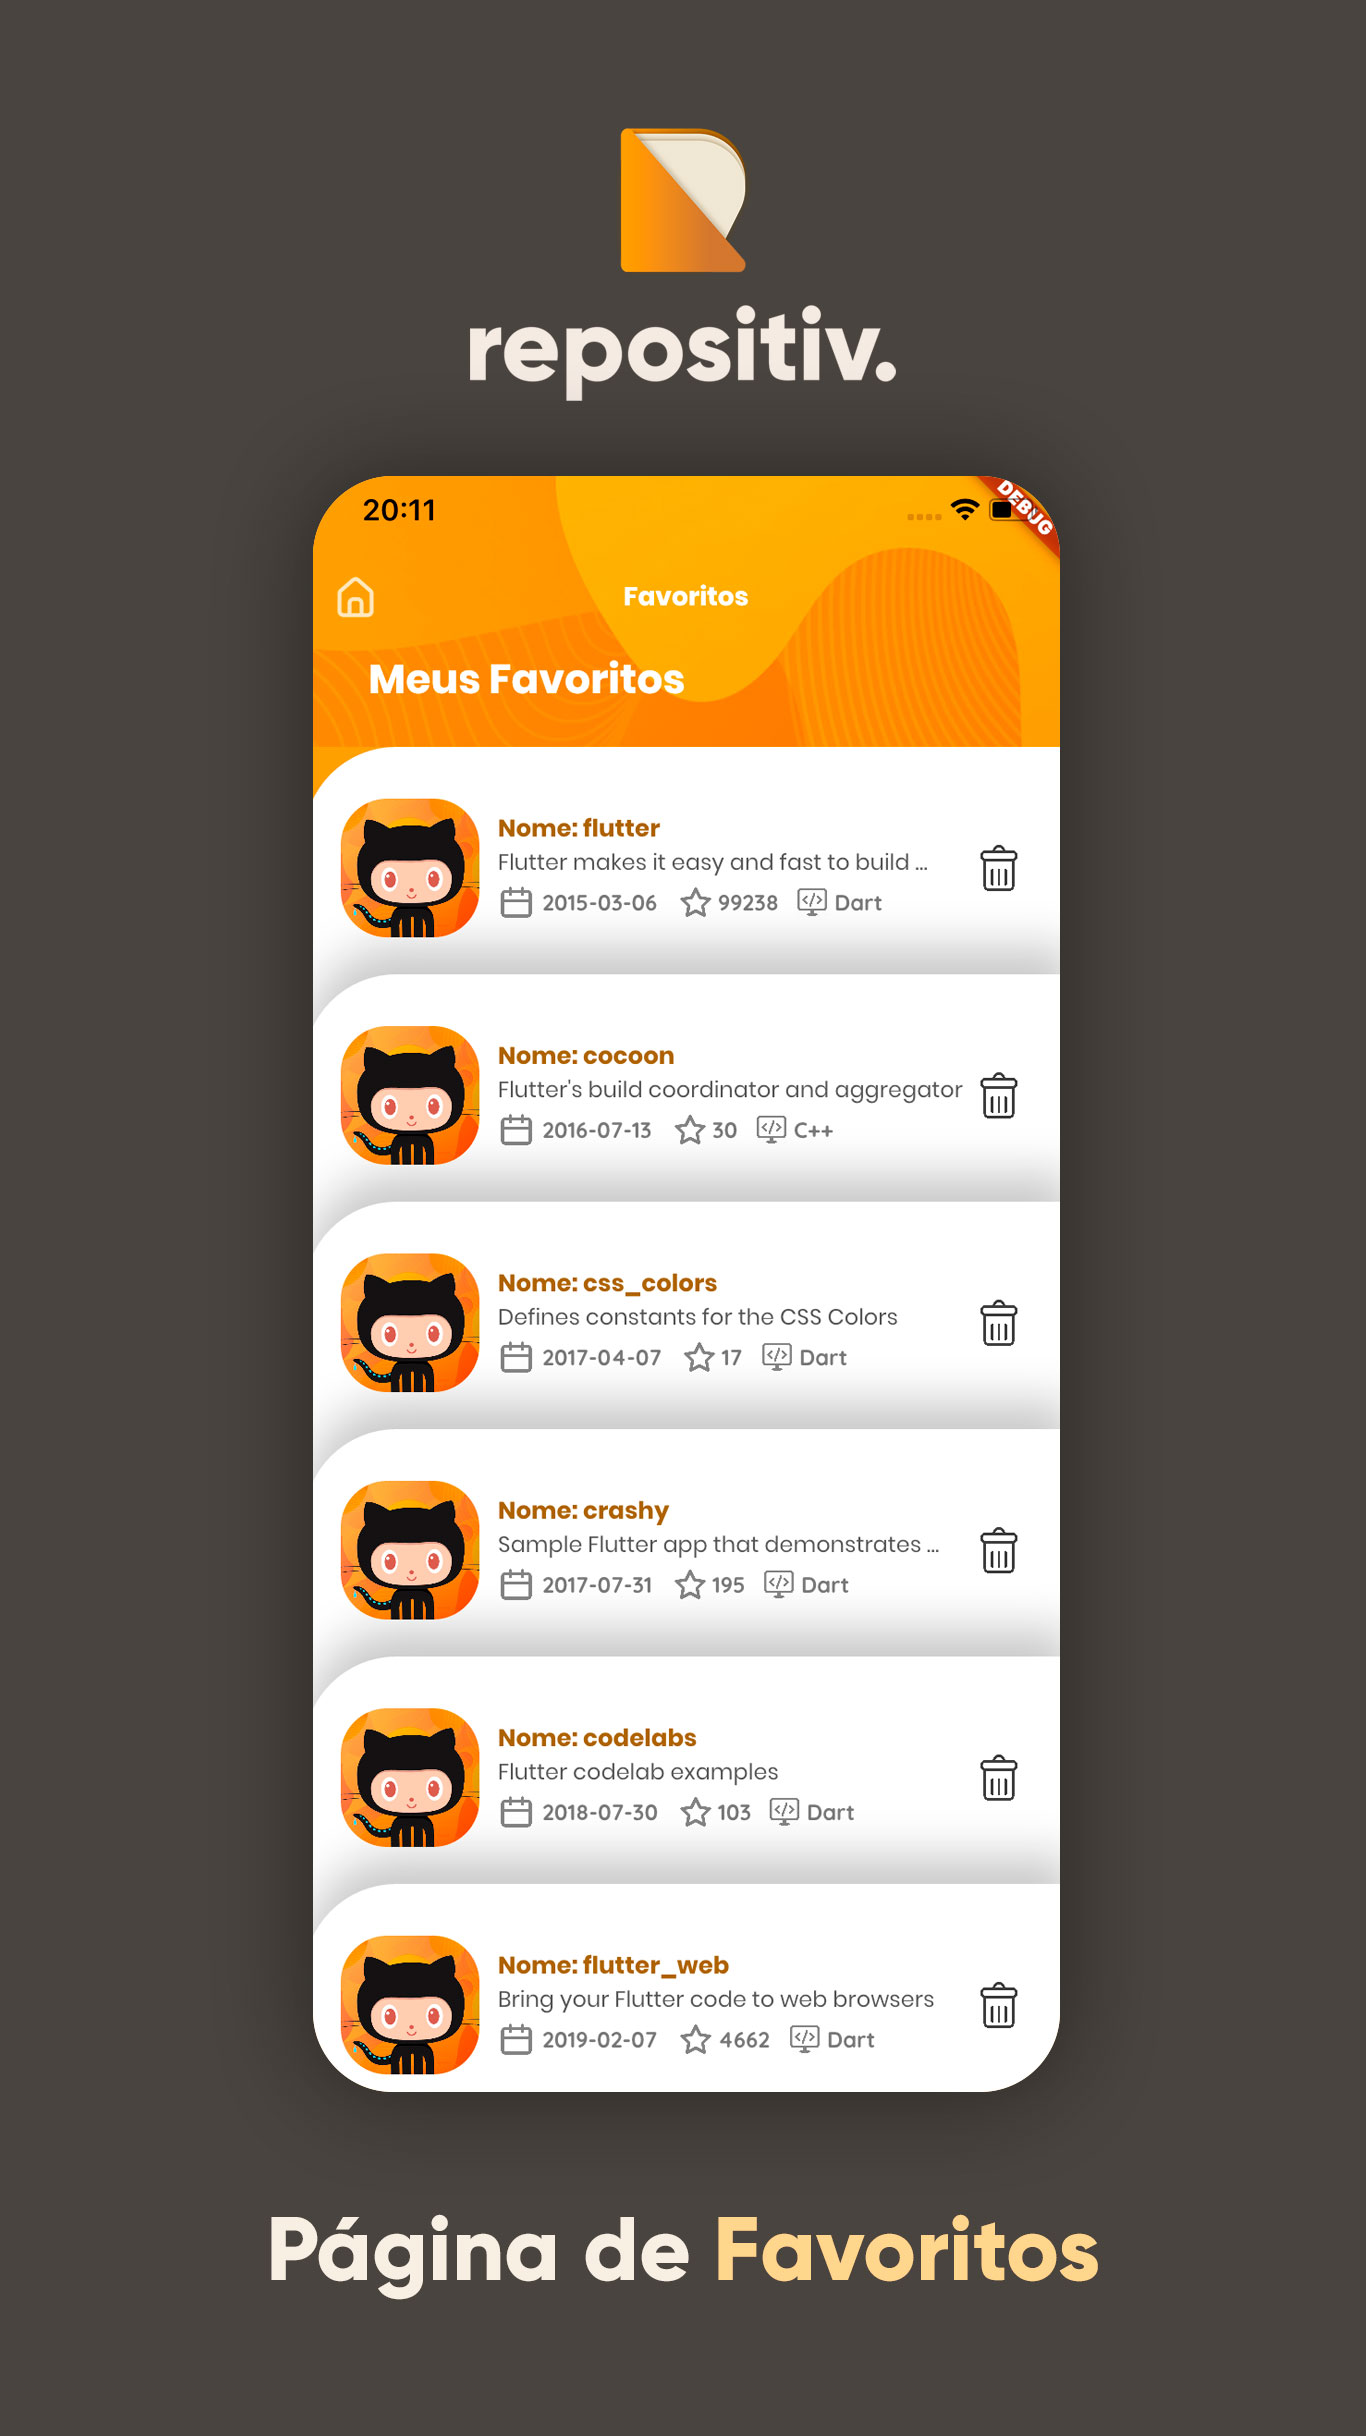 repositiv.
20:11
DEBUG
Favoritos
Meus Favoritos
Nome: flutter
Flutter makes it easy and fast to build ...
2015-03-06 99238 Dart
Nome: cocoon
Flutter's build coordinator and aggregator
2016-07-13 30 C++
Nome: css_colors
Defines constants for the CSS Colors
2017-04-07 17 Dart
Nome: crashy
Sample Flutter app that demonstrates ...
2017-07-31 195 Dart
Nome: codelabs
Flutter codelab examples
2018-07-30 103 Dart
Nome: flutter_web
Bring your Flutter code to web browsers
2019-02-07 4662 Dart
Página de Favoritos